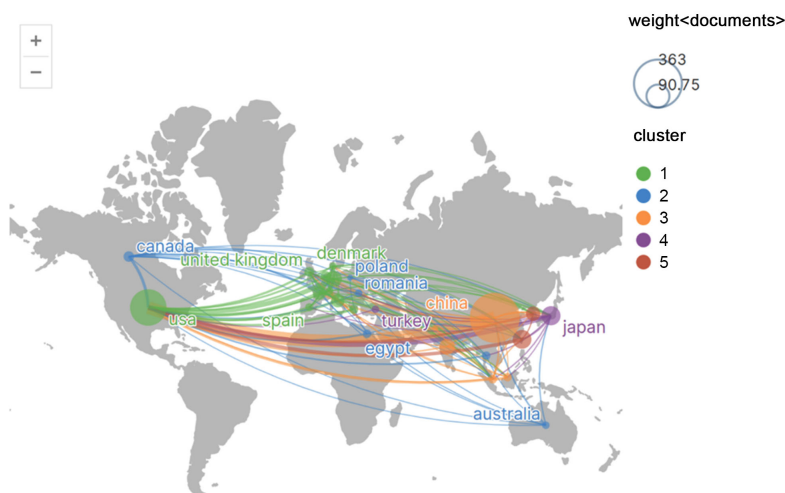 weight<documents>
+
363
−
90.75
cluster
1
2
3
4
5
canada
united kingdom
denmark
poland
romania
china
usa
spain
turkey
japan
egypt
australia